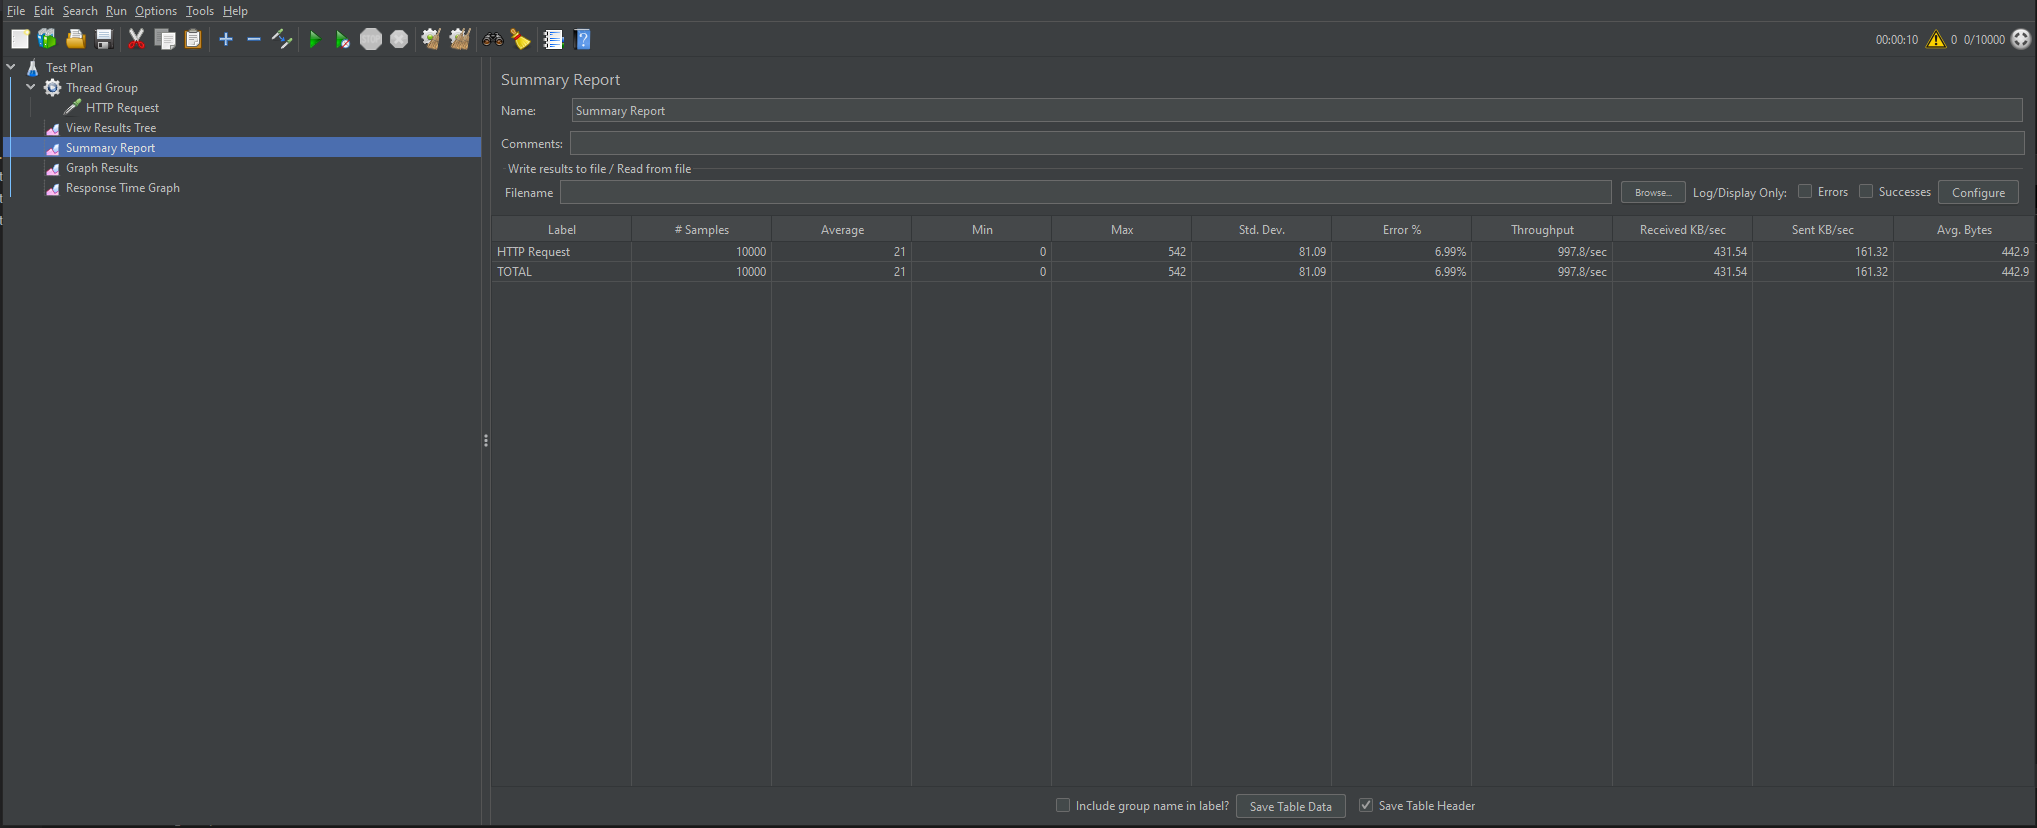 File Edit Search Run Options Tools Help
00:00:10 0 0/10000
Test Plan
Thread Group
HTTP Request
View Results Tree
Summary Report
Graph Results
Response Time Graph
Summary Report
Name: Summary Report
Comments:
Write results to file / Read from file
Filename Browse... Log/Display Only: Errors Successes Configure
Label # Samples Average Min Max Std. Dev. Error % Throughput Received KB/sec Sent KB/sec Avg. Bytes
HTTP Request 10000 21 0 542 81.09 6.99% 997.8/sec 431.54 161.32 442.9
TOTAL 10000 21 0 542 81.09 6.99% 997.8/sec 431.54 161.32 442.9
Include group name in label? Save Table Data Save Table Header